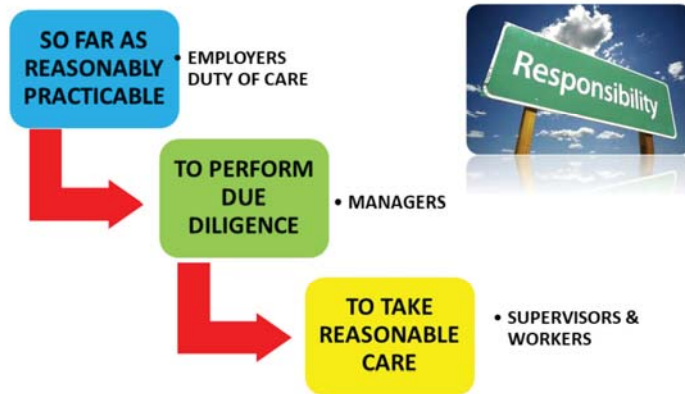 SO FAR AS
REASONABLY
PRACTICABLE
• EMPLOYERS
DUTY OF CARE
Responsibility
TO PERFORM
DUE
DILIGENCE
• MANAGERS
TO TAKE
REASONABLE
CARE
• SUPERVISORS &
WORKERS